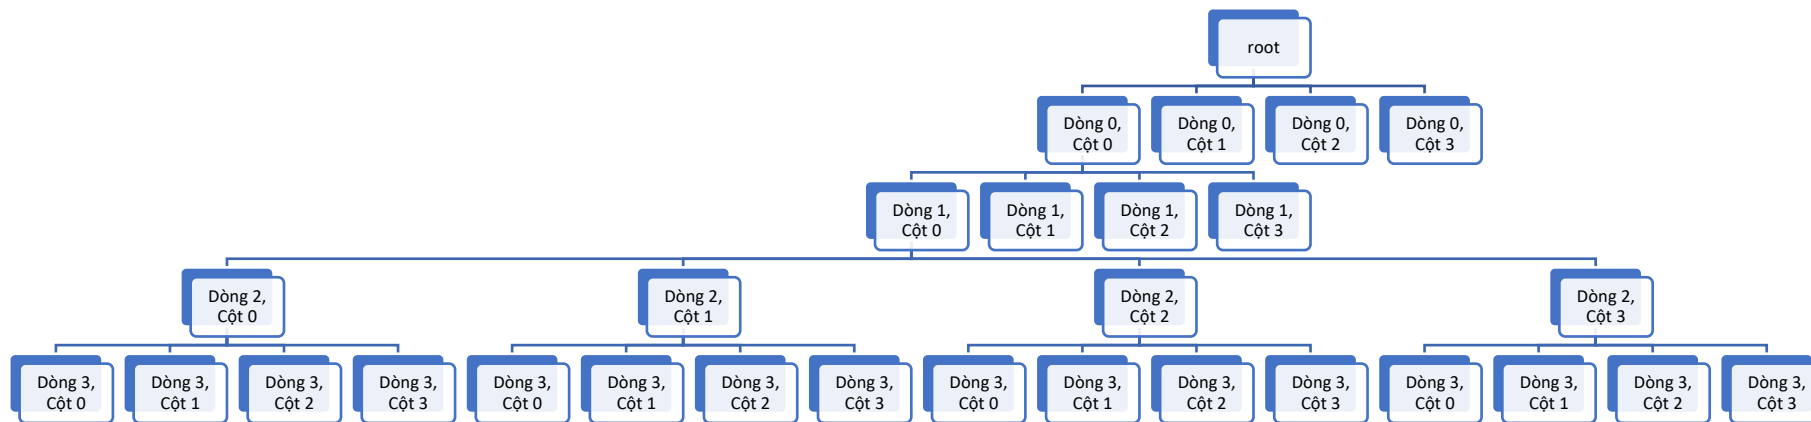 root
Dòng 0,
Cột 0
Dòng 0,
Cột 1
Dòng 0,
Cột 2
Dòng 0,
Cột 3
Dòng 1,
Cột 0
Dòng 1,
Cột 1
Dòng 1,
Cột 2
Dòng 1,
Cột 3
Dòng 2,
Cột 0
Dòng 2,
Cột 1
Dòng 2,
Cột 2
Dòng 2,
Cột 3
Dòng 3,
Cột 0
Dòng 3,
Cột 1
Dòng 3,
Cột 2
Dòng 3,
Cột 3
Dòng 3,
Cột 0
Dòng 3,
Cột 1
Dòng 3,
Cột 2
Dòng 3,
Cột 3
Dòng 3,
Cột 0
Dòng 3,
Cột 1
Dòng 3,
Cột 2
Dòng 3,
Cột 3
Dòng 3,
Cột 0
Dòng 3,
Cột 1
Dòng 3,
Cột 2
Dòng 3,
Cột 3